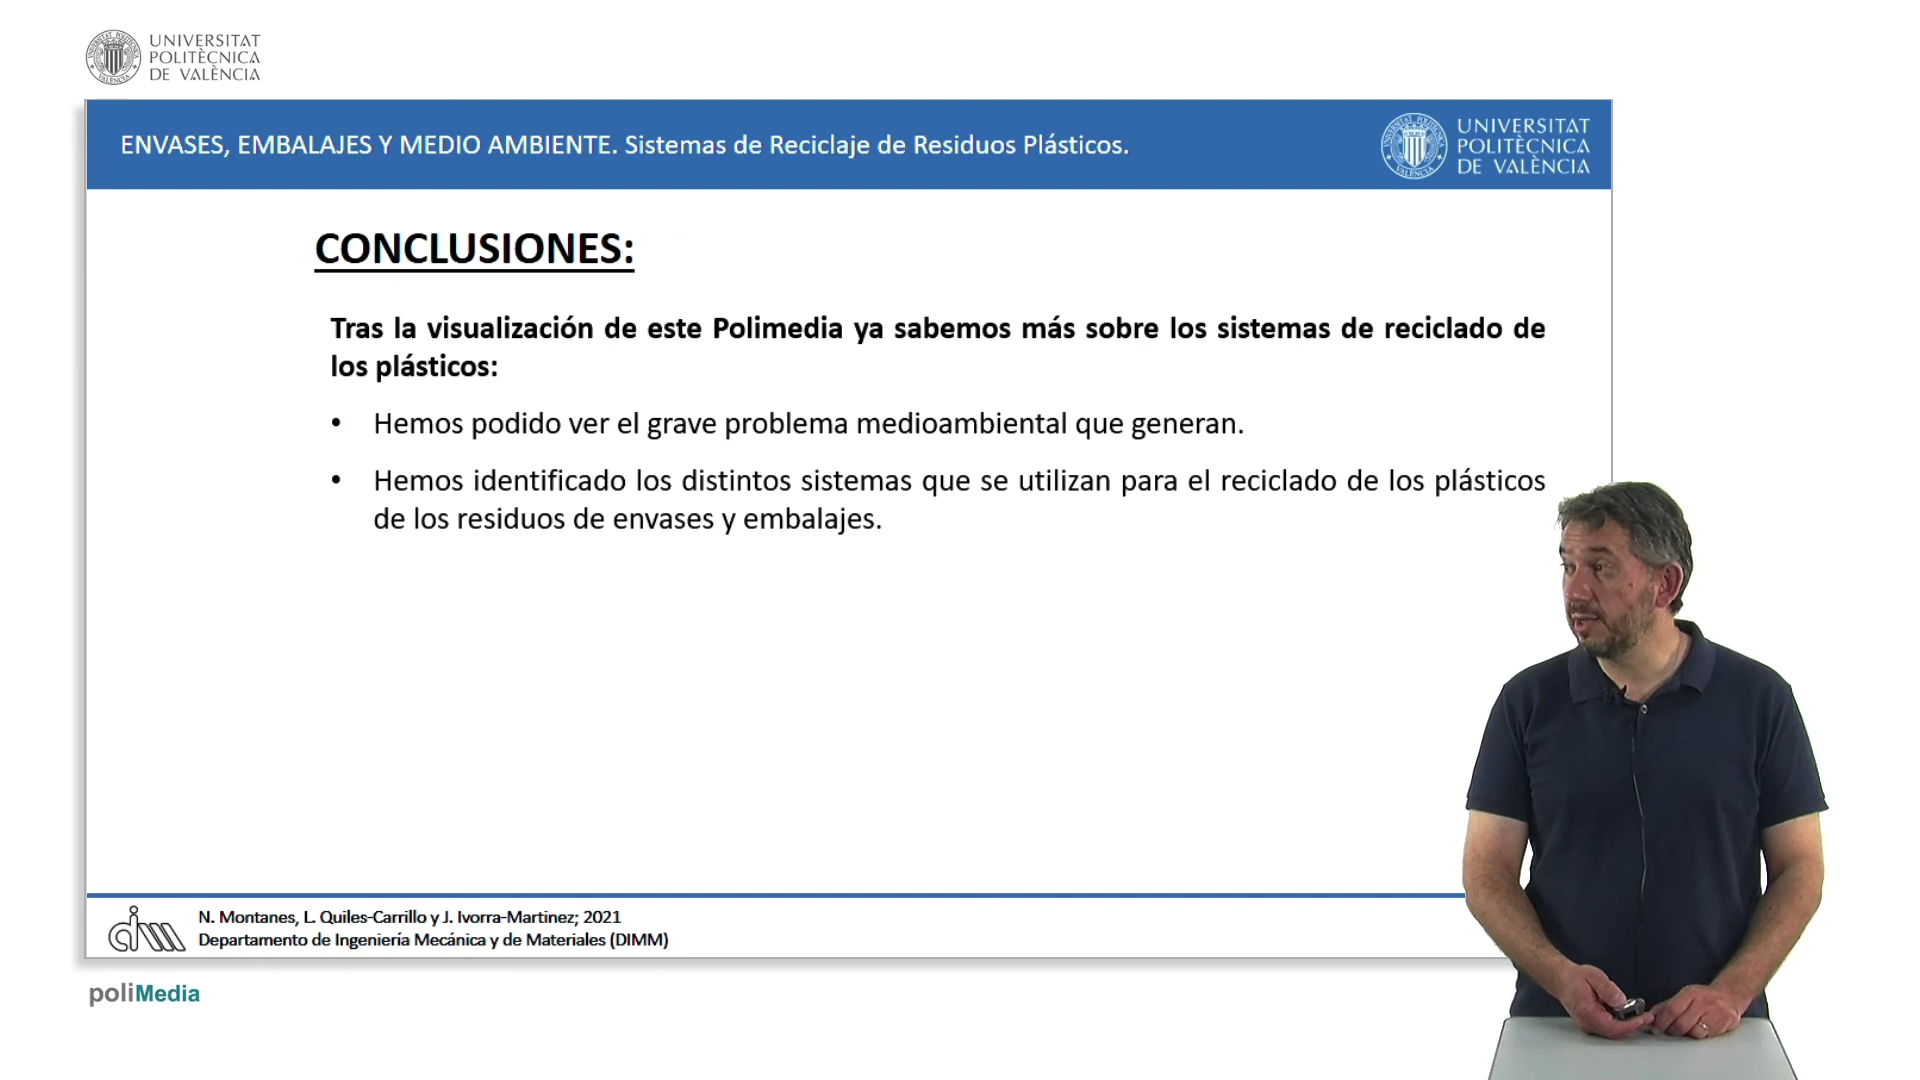 UNIVERSITAT
POLITÈCNICA
DE VALÈNCIA
ENVASES, EMBALAJES Y MEDIO AMBIENTE. Sistemas de Reciclaje de Residuos Plásticos.
UNIVERSITAT
POLITÈCNICA
DE VALÈNCIA
CONCLUSIONES:
Tras la visualización de este Polimedia ya sabemos más sobre los sistemas de reciclado de
los plásticos:
• Hemos podido ver el grave problema medioambiental que generan.
• Hemos identificado los distintos sistemas que se utilizan para el reciclado de los plásticos
de los residuos de envases y embalajes.
N. Montanes, L. Quiles-Carrillo y J. Ivorra-Martinez; 2021
Departamento de Ingeniería Mecánica y de Materiales (DIMM)
poliMedia